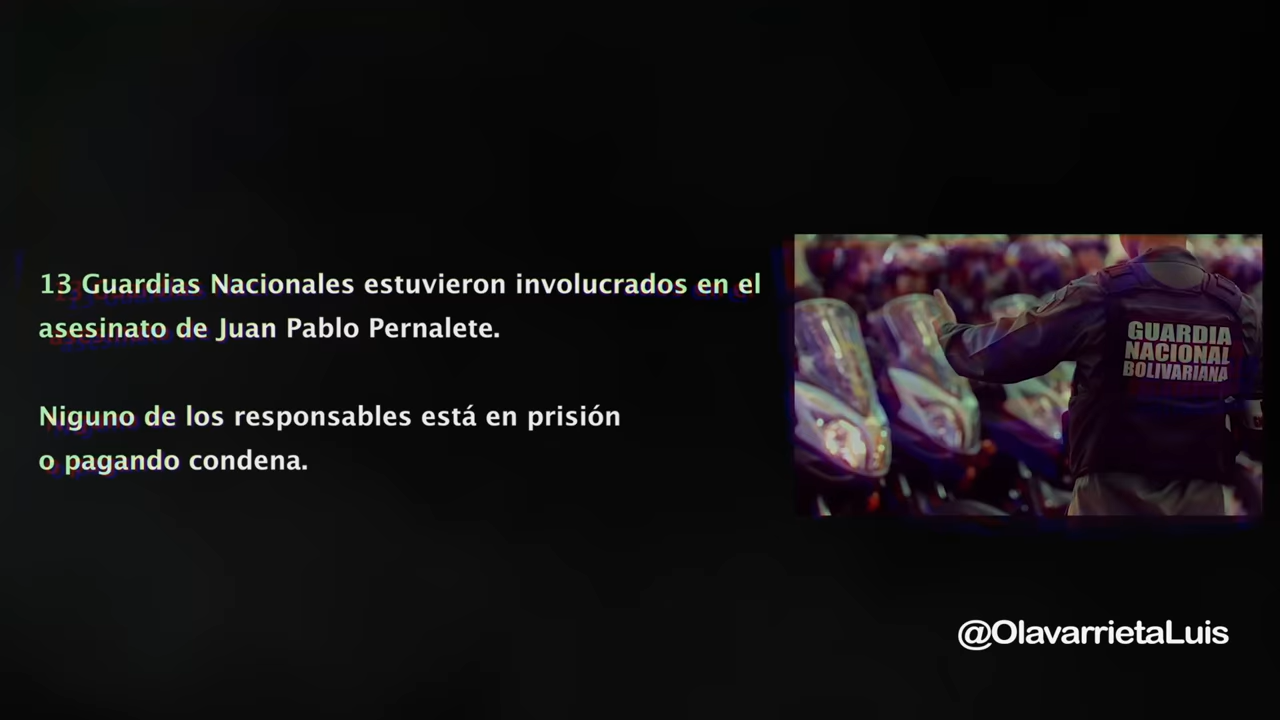 13 Guardias Nacionales estuvieron involucrados en el
asesinato de Juan Pablo Pernalete.
Niguno de los responsables está en prisión
o pagando condena.
GUARDIA
NACIONAL
BOLIVARIANA
@OlavarrietaLuis